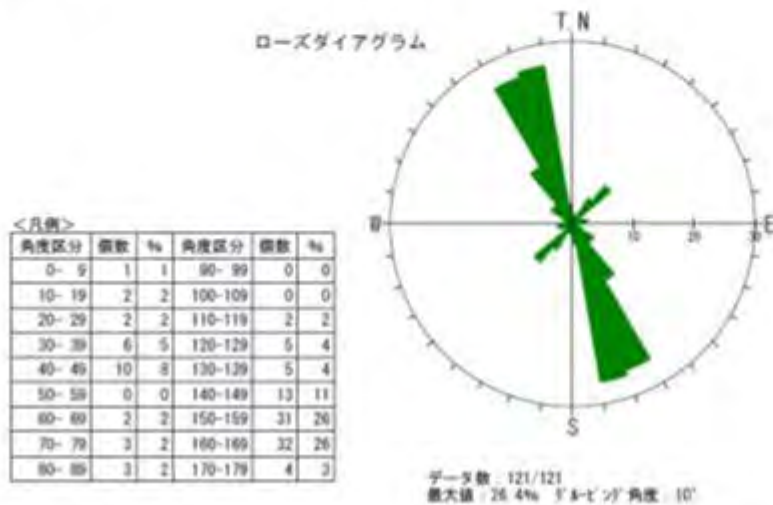 ローズダイアグラム
TN
W
E
S
10
20
30
<凡例>
角度区分 個数 % 角度区分 個数 %
0- 9 1 1 90- 99 0 0
10- 19 2 2 100-109 0 0
20- 29 2 2 110-119 2 2
30- 39 6 5 120-129 5 4
40- 49 10 8 130-139 5 4
50- 59 0 0 140-149 13 11
60- 69 2 2 150-159 31 26
70- 79 3 2 160-169 32 26
80- 89 3 2 170-179 4 3
データ数 : 121/121
最大値 : 26.4% グルーピング角度 : 10°